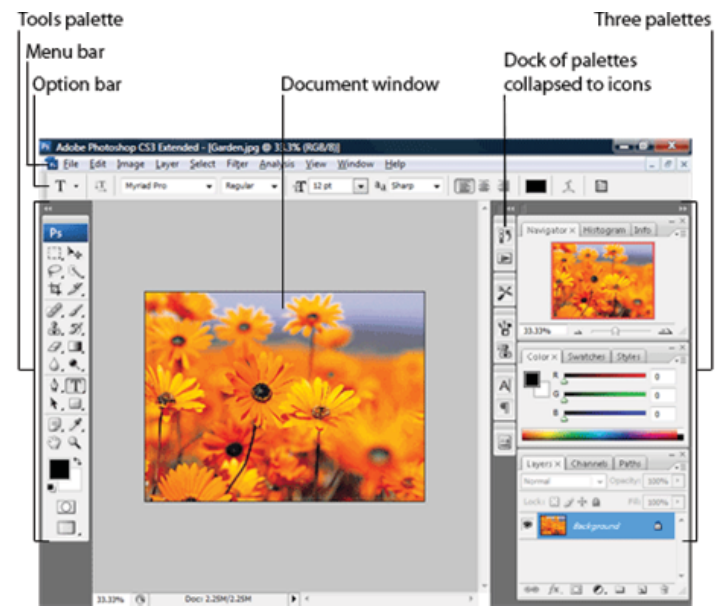 Tools palette
Three palettes
Menu bar
Dock of palettes
collapsed to icons
Option bar
Document window
Ps Adobe Photoshop CS3 Extended - [Garden.jpg @ 33.3% (RGB/8)]
File Edit Image Layer Select Filter Analysis View Window Help
T T Myriad Pro Regular T 12 pt aa Sharp
Ps
Navigator x Histogram Info
33.33%
Color x Swatches Styles
R 0
G 0
B 0
T
A
Layers x Channels Paths
Normal Opacity: 100%
Lock: Fill: 100%
Background
fx
33.33% Doc: 2.25M/2.25M